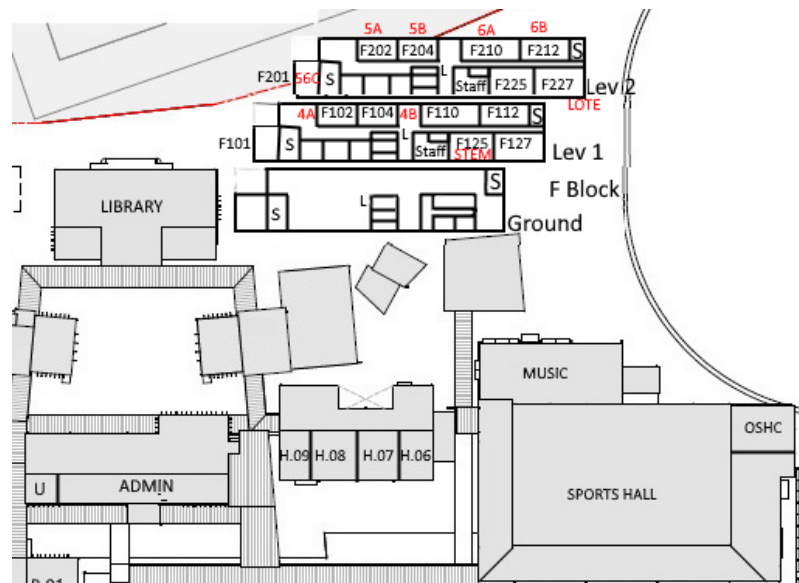 5A 5B 6A 6B
F202 F204 F210 F212 S
F201 56C S L Staff F225 F227 Lev 2
LOTE
4A F102 F104 4B F110 F112 S
F101 S L Staff F125 F127 Lev 1
STEM
S F Block
S L Ground
LIBRARY
MUSIC
OSHC
H.09 H.08 H.07 H.06
U ADMIN
SPORTS HALL